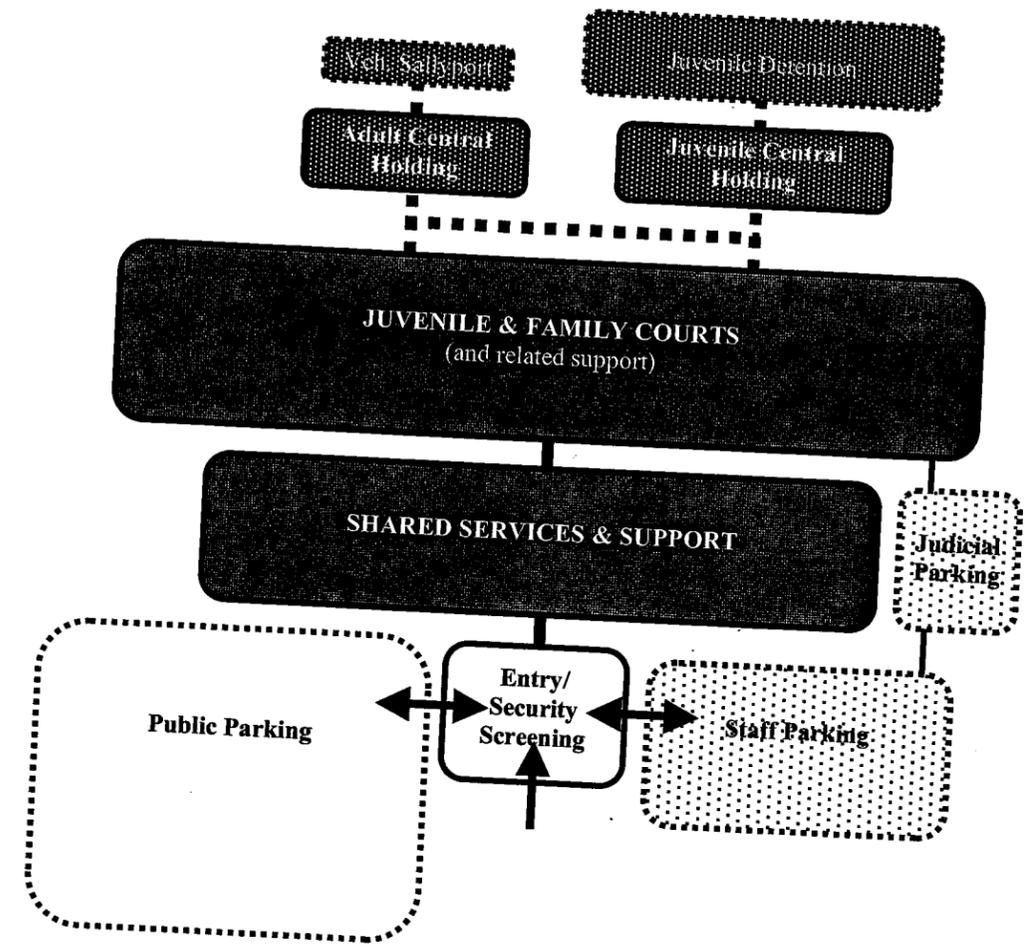 Veh. Sallyport
Juvenile Detention
Adult Central
Holding
Juvenile Central
Holding
JUVENILE & FAMILY COURTS
(and related support)
SHARED SERVICES & SUPPORT
Judicial
Parking
Entry/
Security
Screening
Public Parking
Staff Parking